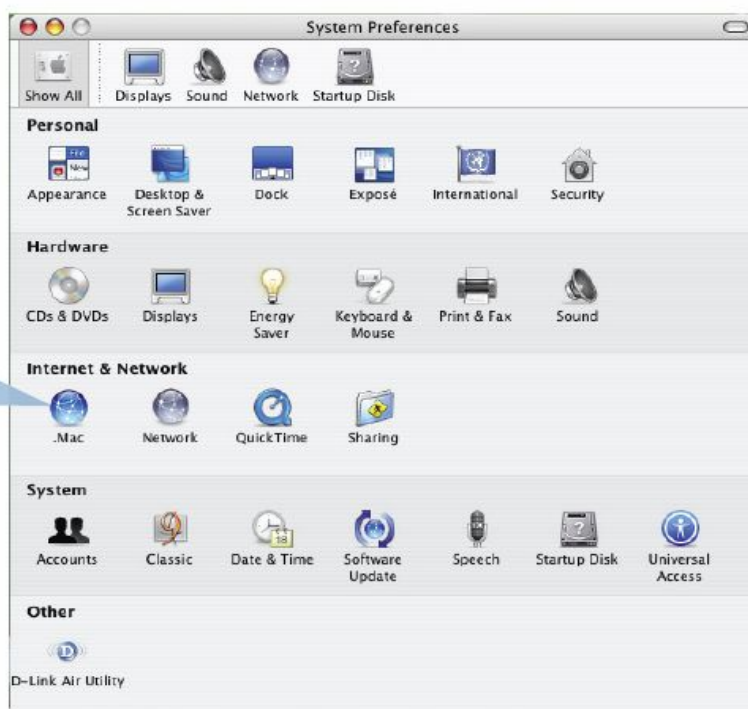 System Preferences
Show All Displays Sound Network Startup Disk
Personal
Appearance Desktop & Screen Saver Dock Exposé International Security
Hardware
CDs & DVDs Displays Energy Saver Keyboard & Mouse Print & Fax Sound
Internet & Network
.Mac Network QuickTime Sharing
System
Accounts Classic Date & Time Software Update Speech Startup Disk Universal Access
Other
D-Link Air Utility